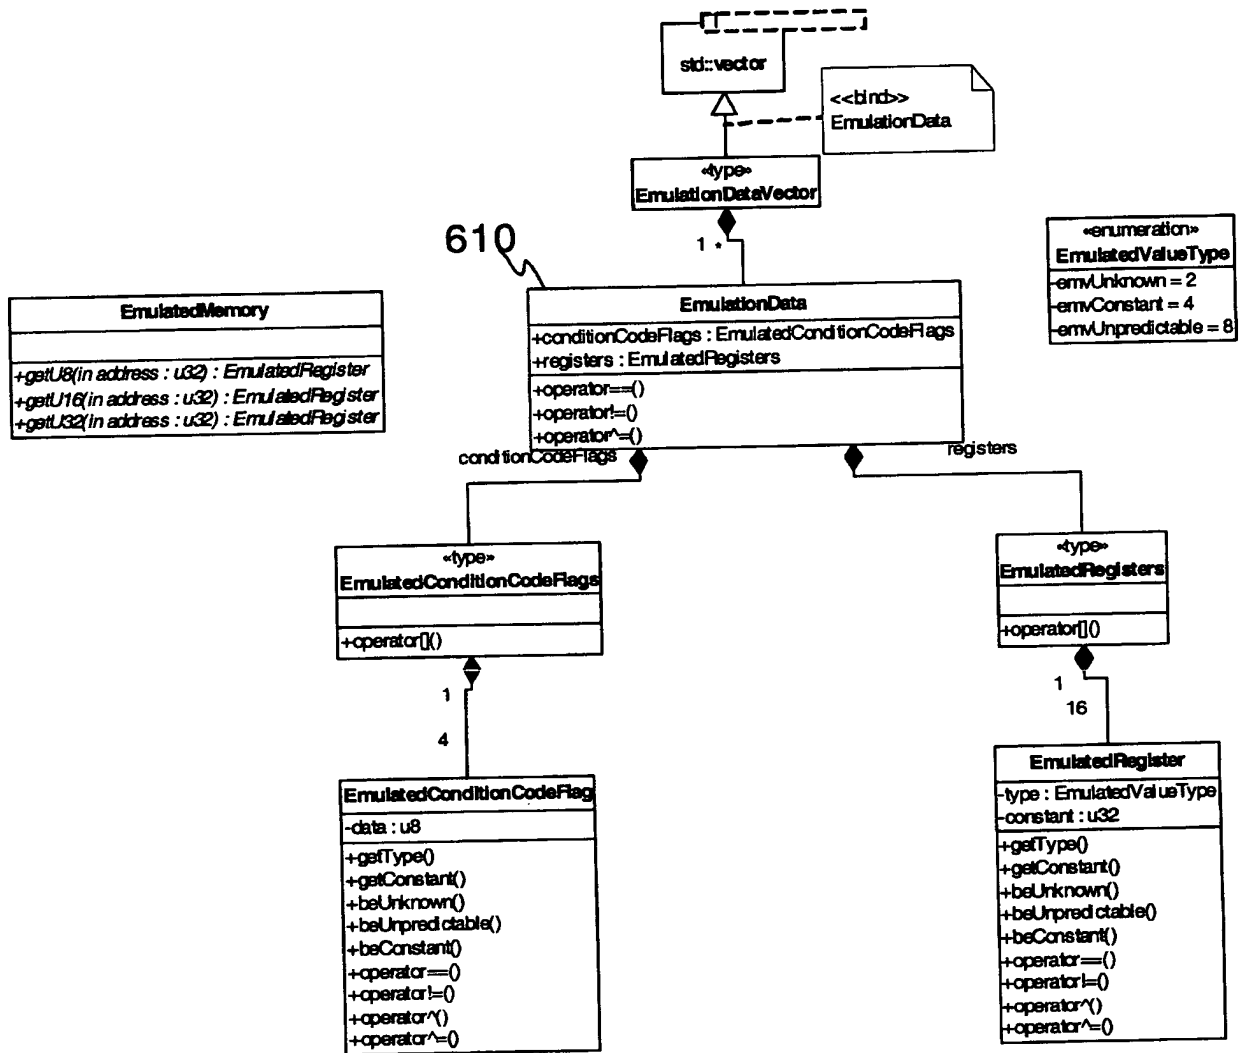 std::vector
<<bind>>
EmulationData
«type»
EmulationDataVector
1 *
610
«enumeration»
EmulatedValueType
-emvUnknown = 2
-emvConstant = 4
-emvUnpredictable = 8
EmulatedMemory
+getU8(in address : u32) : EmulatedRegister
+getU16(in address : u32) : EmulatedRegister
+getU32(in address : u32) : EmulatedRegister
EmulationData
+conditionCodeFlags : EmulatedConditionCodeFlags
+registers : EmulatedRegisters
+operator==()
+operator!=()
+operator^=()
conditionCodeFlags
registers
«type»
EmulatedConditionCodeFlags
+operator[]()
1
4
«type»
EmulatedRegisters
+operator[]()
1
16
EmulatedConditionCodeFlag
-data : u8
+getType()
+getConstant()
+beUnknown()
+beUnpredictable()
+beConstant()
+operator==()
+operator!=()
+operator^()
+operator^=()
EmulatedRegister
-type : EmulatedValueType
-constant : u32
+getType()
+getConstant()
+beUnknown()
+beUnpredictable()
+beConstant()
+operator==()
+operator!=()
+operator^()
+operator^=()